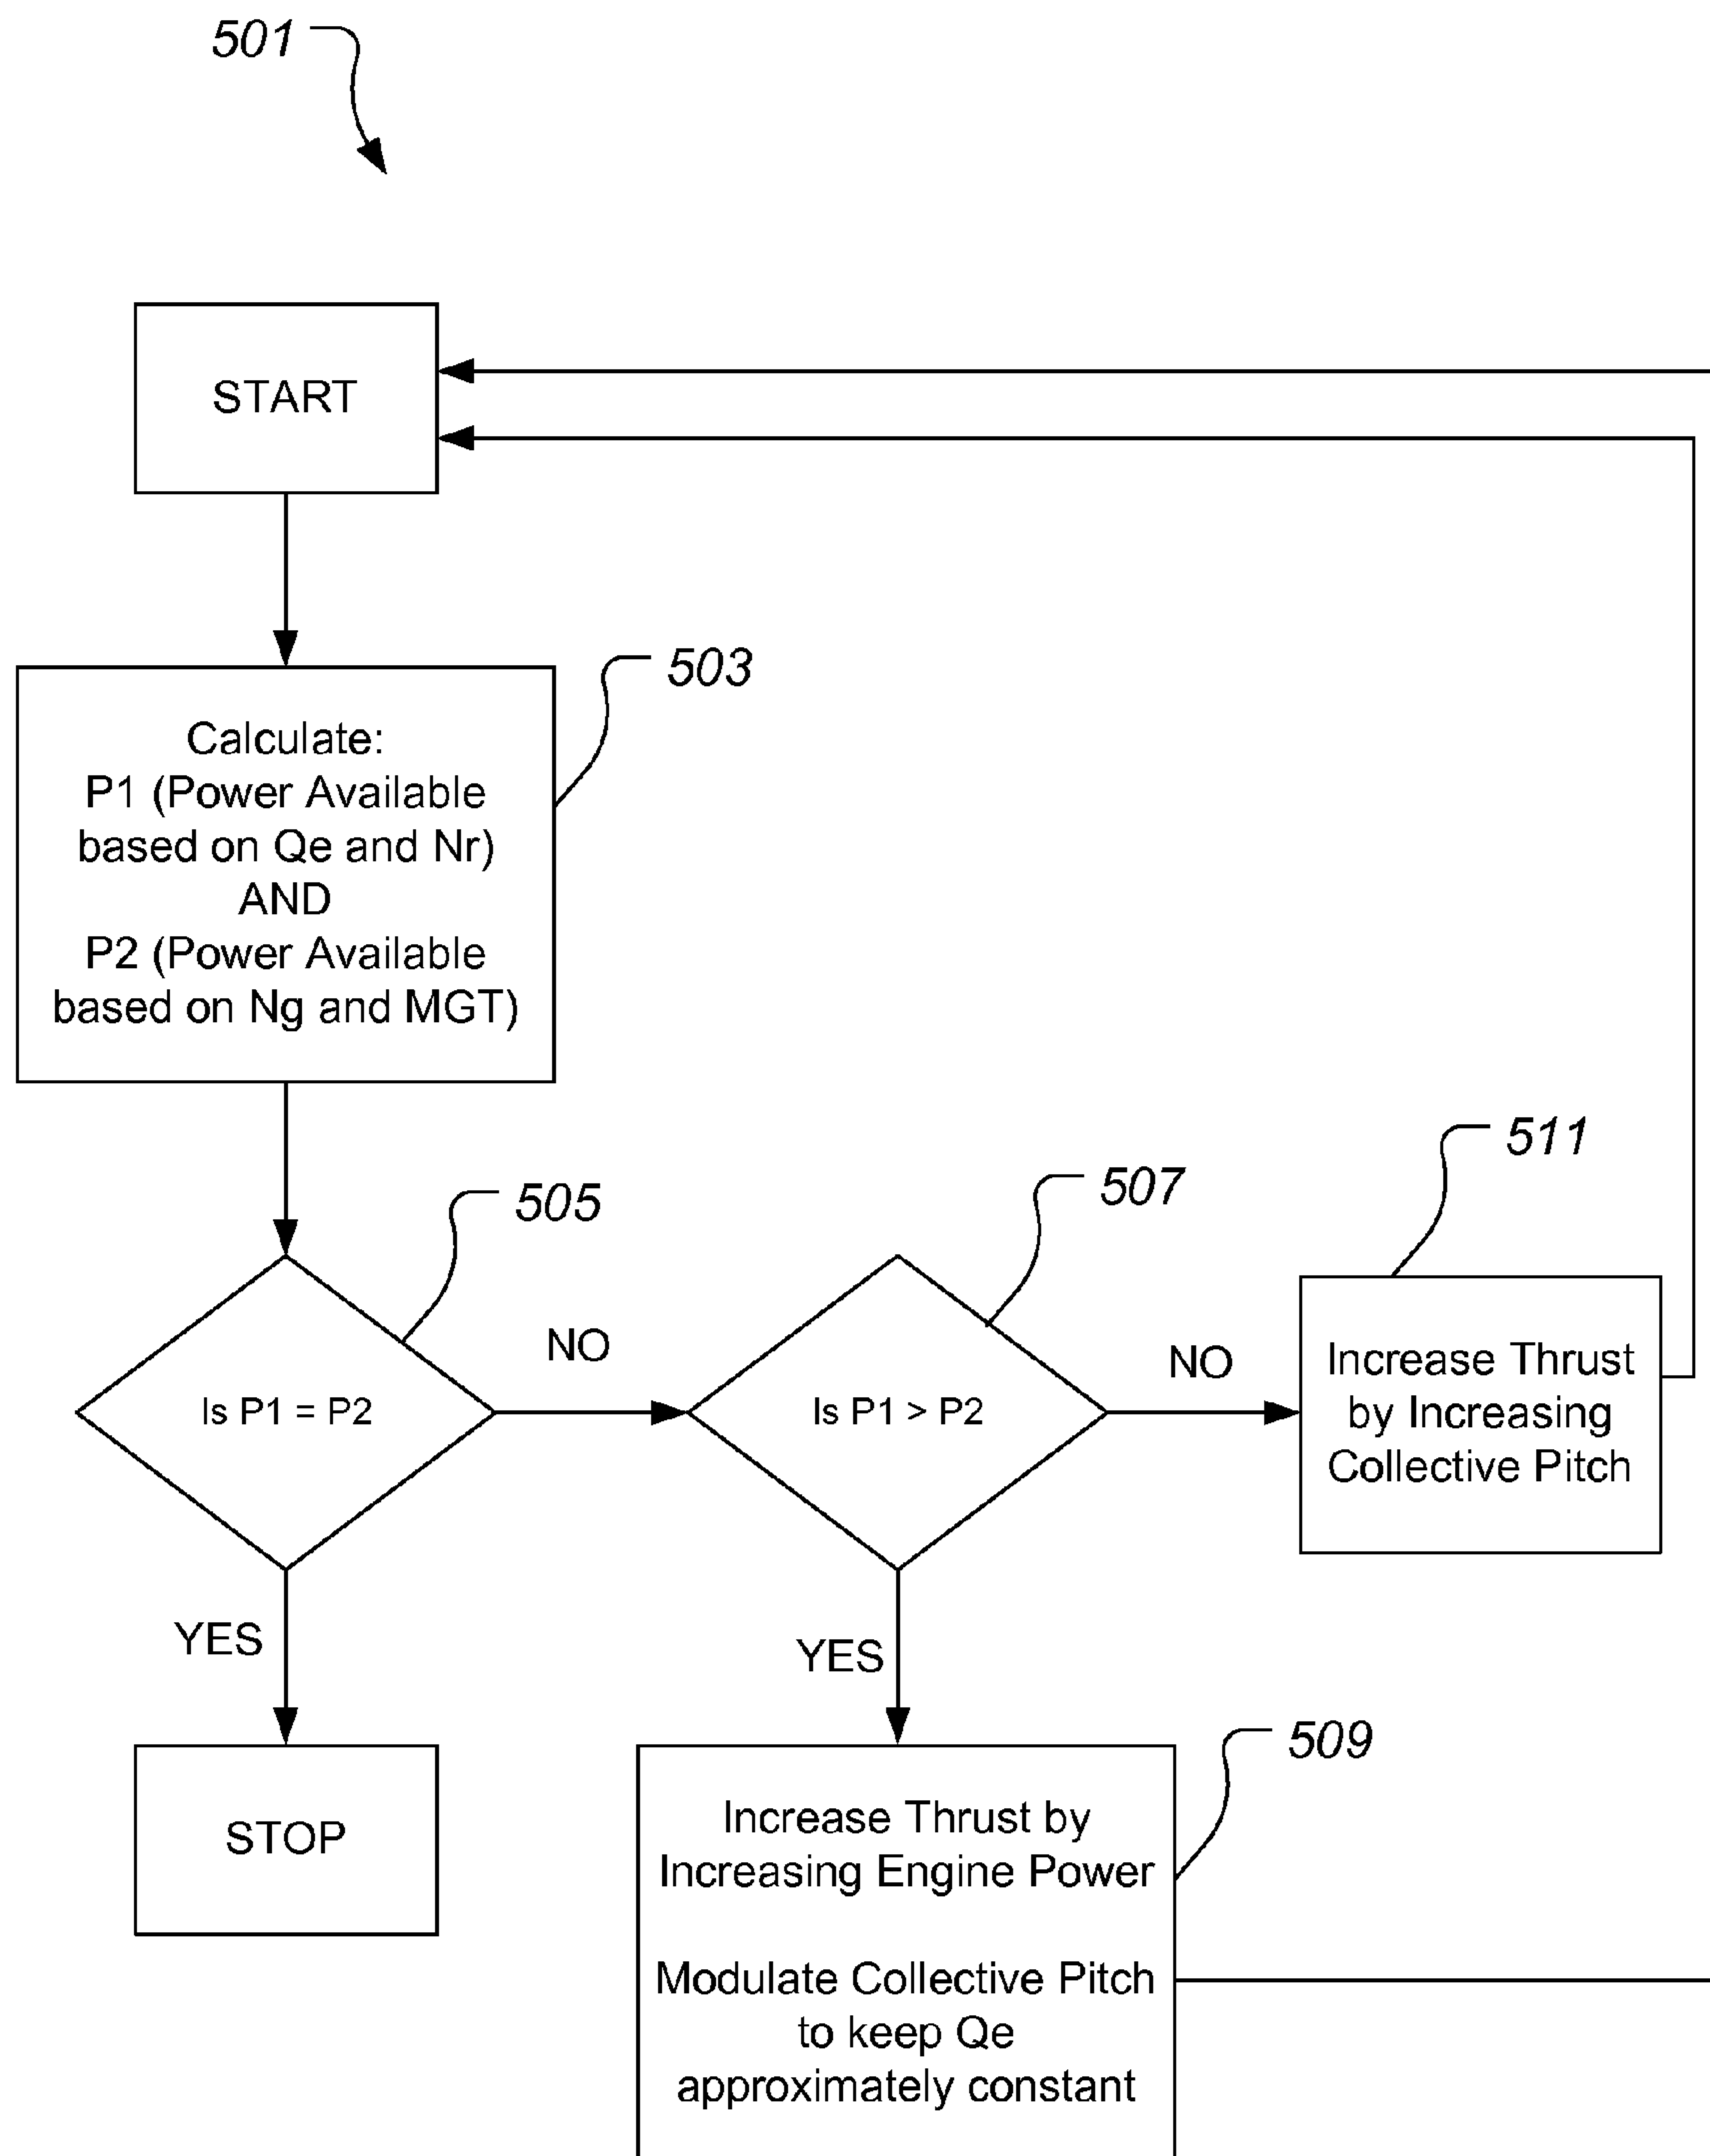 501
START
503
Calculate:
P1 (Power Available
based on Qe and Nr)
AND
P2 (Power Available
based on Ng and MGT)
505
507
511
Is P1 = P2
NO
Is P1 > P2
NO
Increase Thrust
by Increasing
Collective Pitch
YES
YES
STOP
509
Increase Thrust by
Increasing Engine Power
Modulate Collective Pitch
to keep Qe
approximately constant